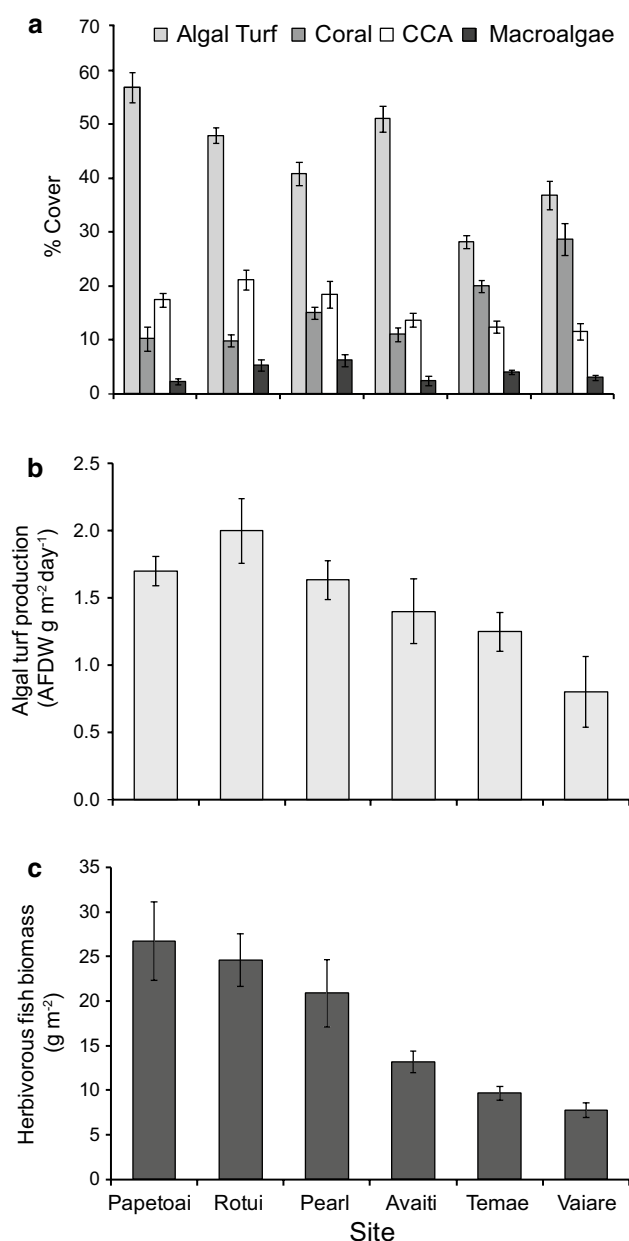 a
Algal Turf Coral CCA Macroalgae
70
60
50
40
30
20
10
0
% Cover
b
2.5
2.0
1.5
1.0
0.5
0.0
Algal turf production
(AFDW g m⁻² day⁻¹)
c
35
30
25
20
15
10
5
0
Herbivorous fish biomass
(g m⁻²)
Papetoai Rotui Pearl Avaiti Temae Vaiare
Site